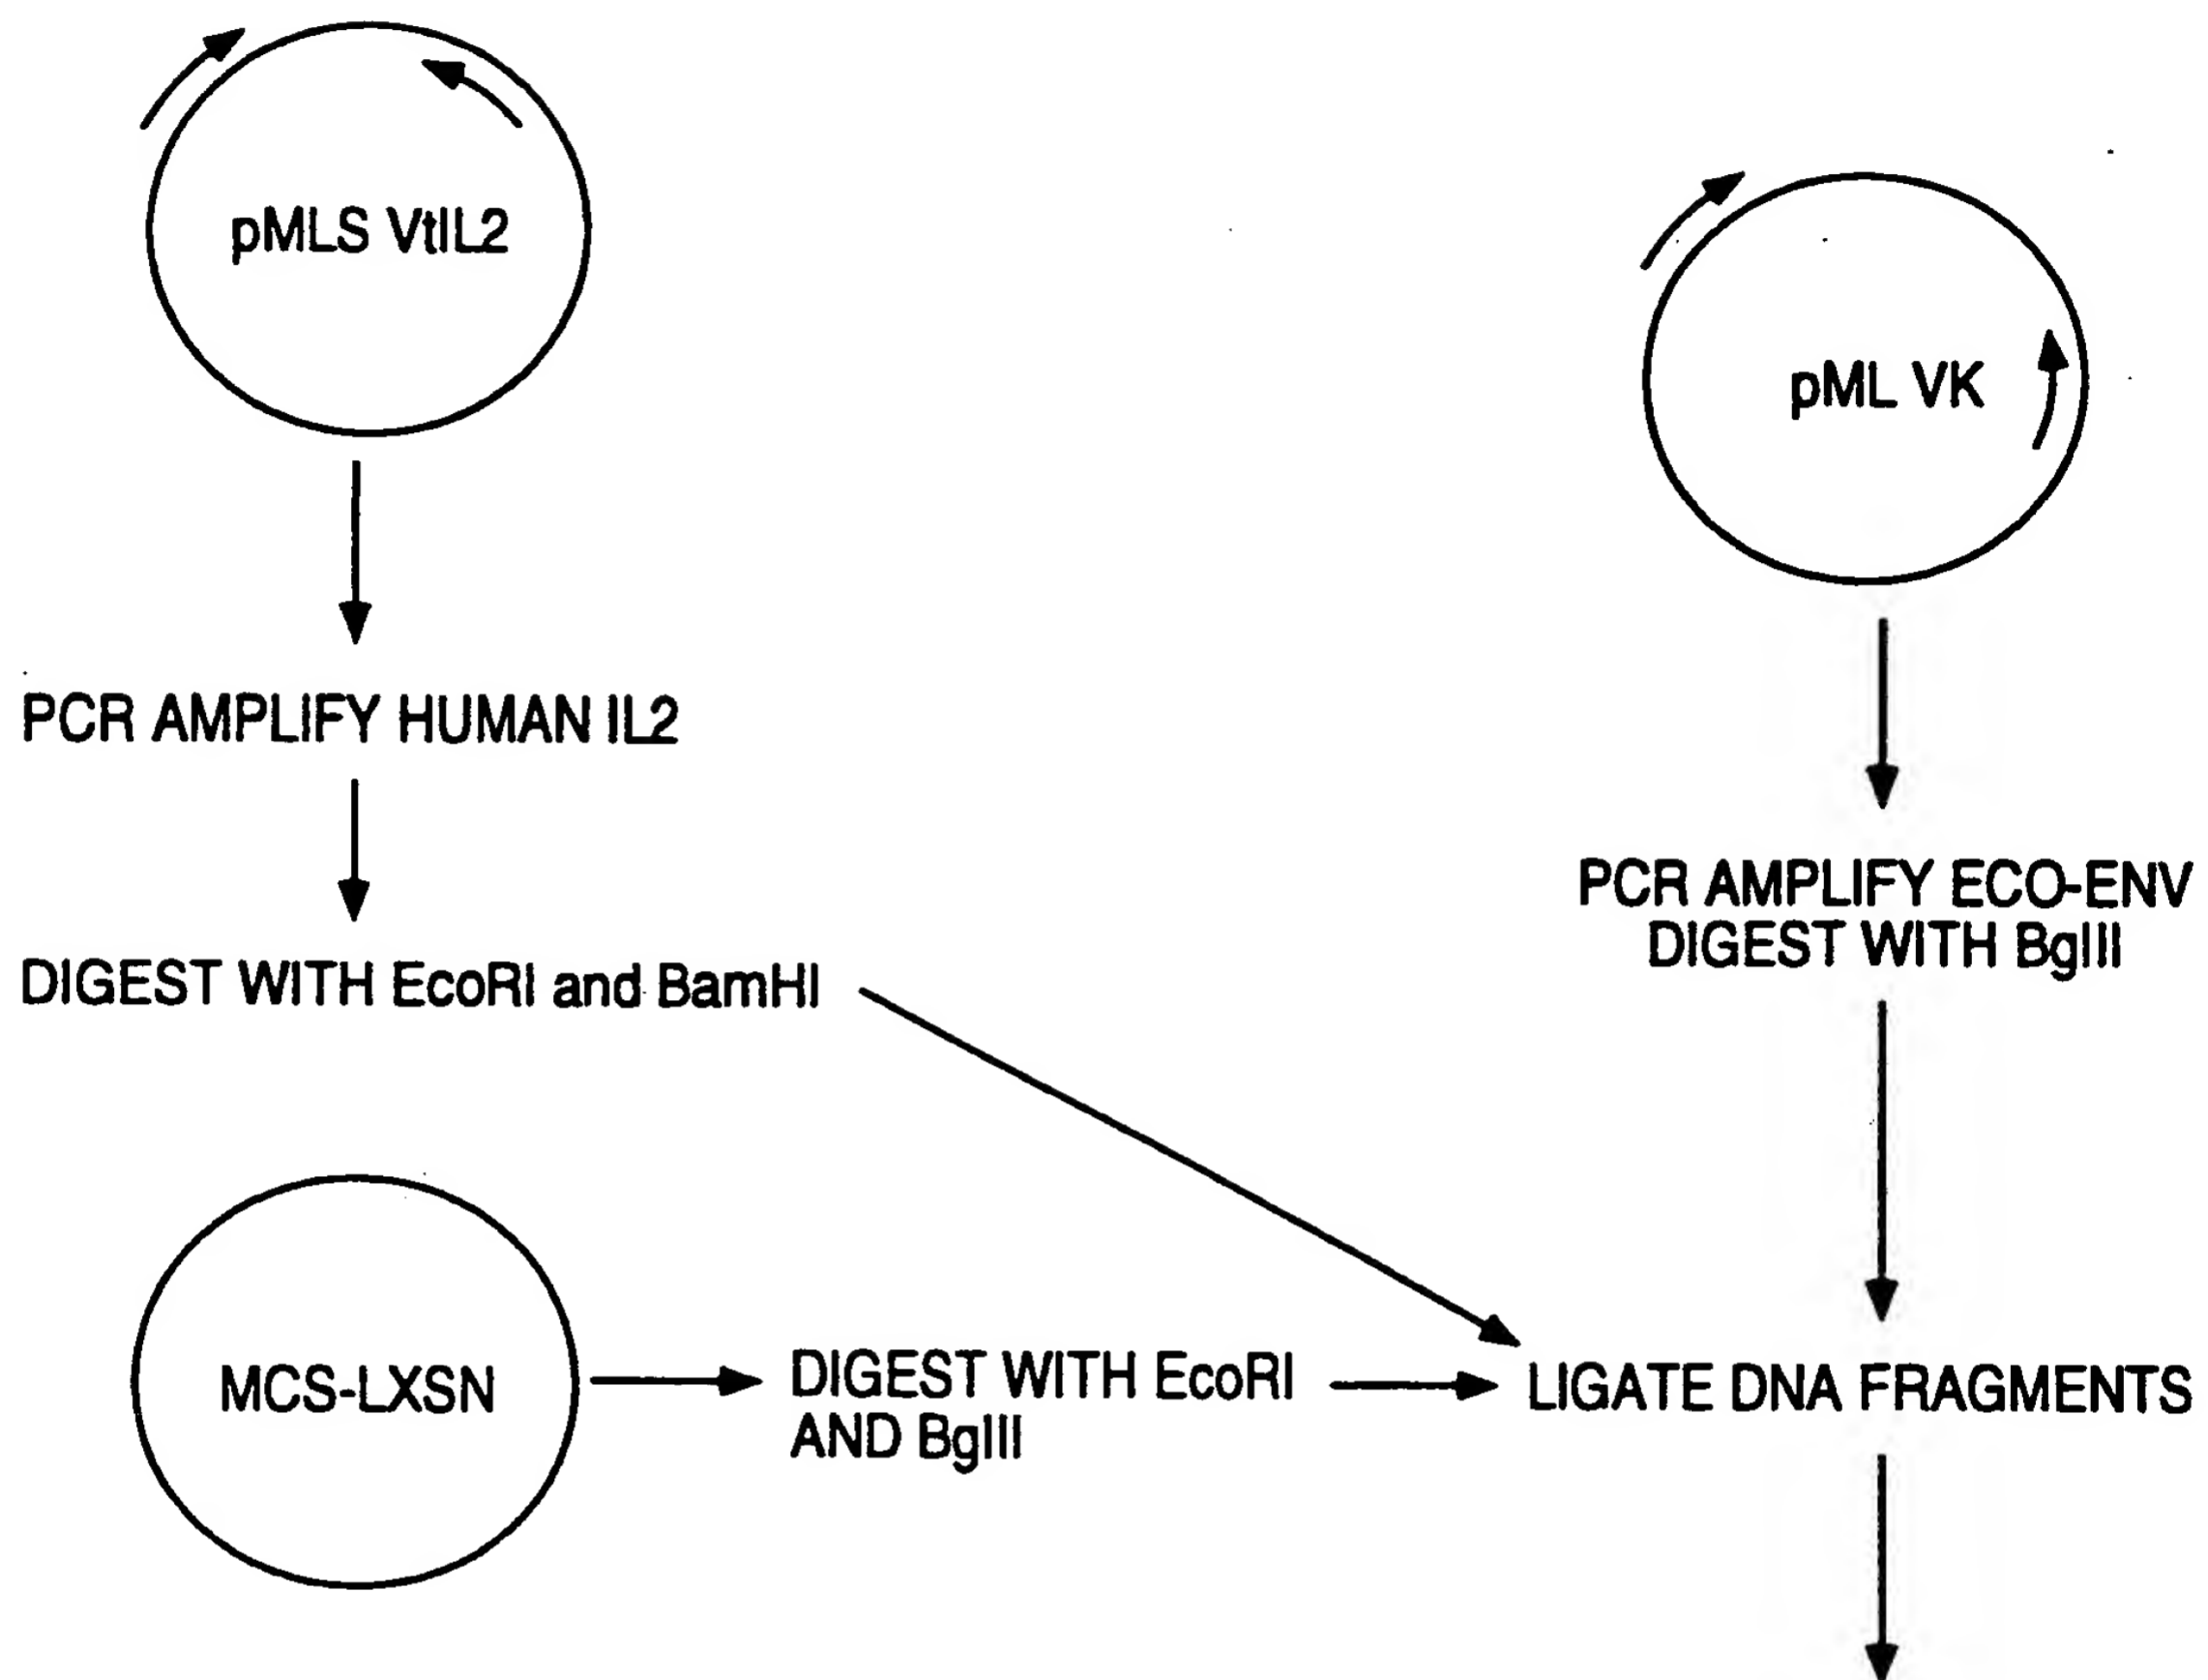 pMLS VtIL2
pML VK
PCR AMPLIFY HUMAN IL2
PCR AMPLIFY ECO-ENV
DIGEST WITH BglII
DIGEST WITH EcoRI and BamHI
MCS-LXSN
DIGEST WITH EcoRI
AND BglII
LIGATE DNA FRAGMENTS